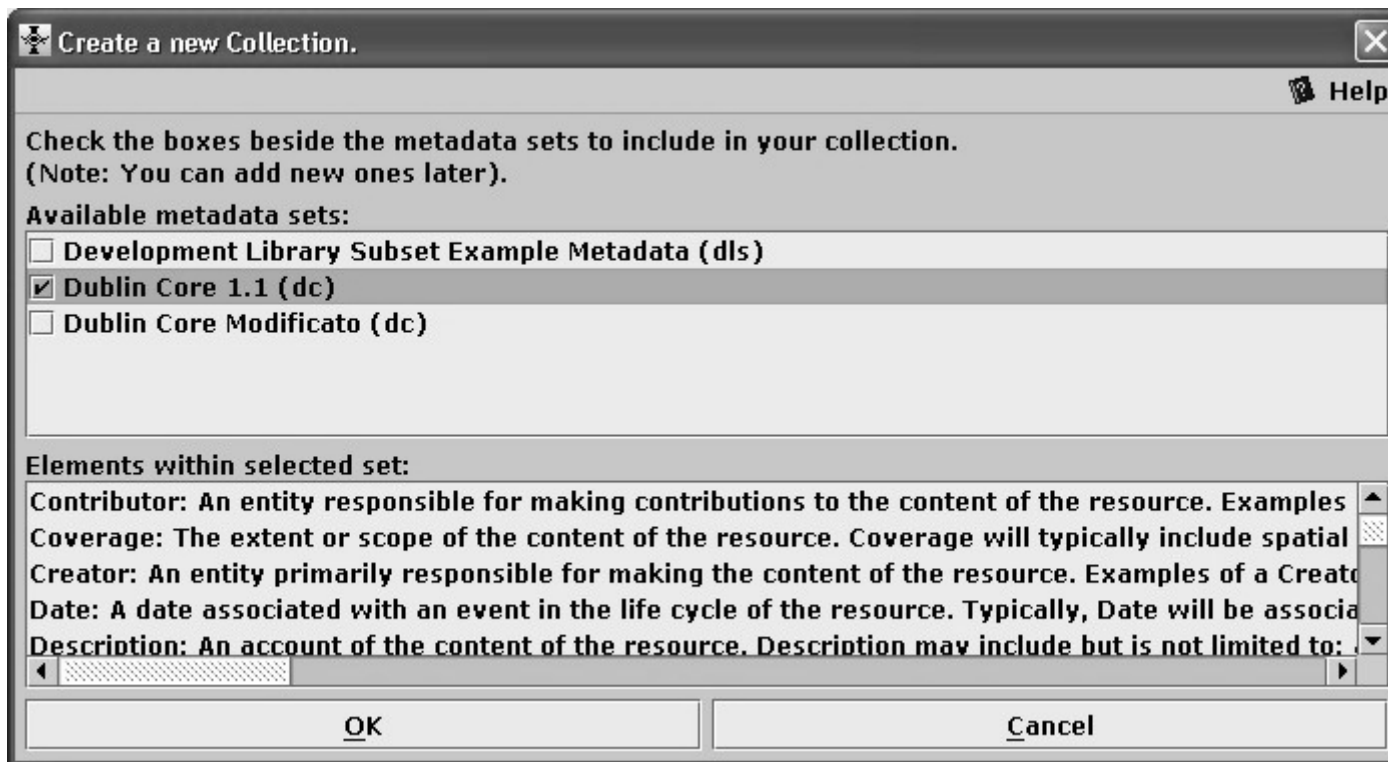 Create a new Collection.
Help
Check the boxes beside the metadata sets to include in your collection.
(Note: You can add new ones later).
Available metadata sets:
Development Library Subset Example Metadata (dls)
Dublin Core 1.1 (dc)
Dublin Core Modificato (dc)
Elements within selected set:
Contributor: An entity responsible for making contributions to the content of the resource. Examples
Coverage: The extent or scope of the content of the resource. Coverage will typically include spatial
Creator: An entity primarily responsible for making the content of the resource. Examples of a
Date: A date associated with an event in the life cycle of the resource. Typically, Date will be
Description: An account of the content of the resource. Description may include but is not limited to:
OK
Cancel